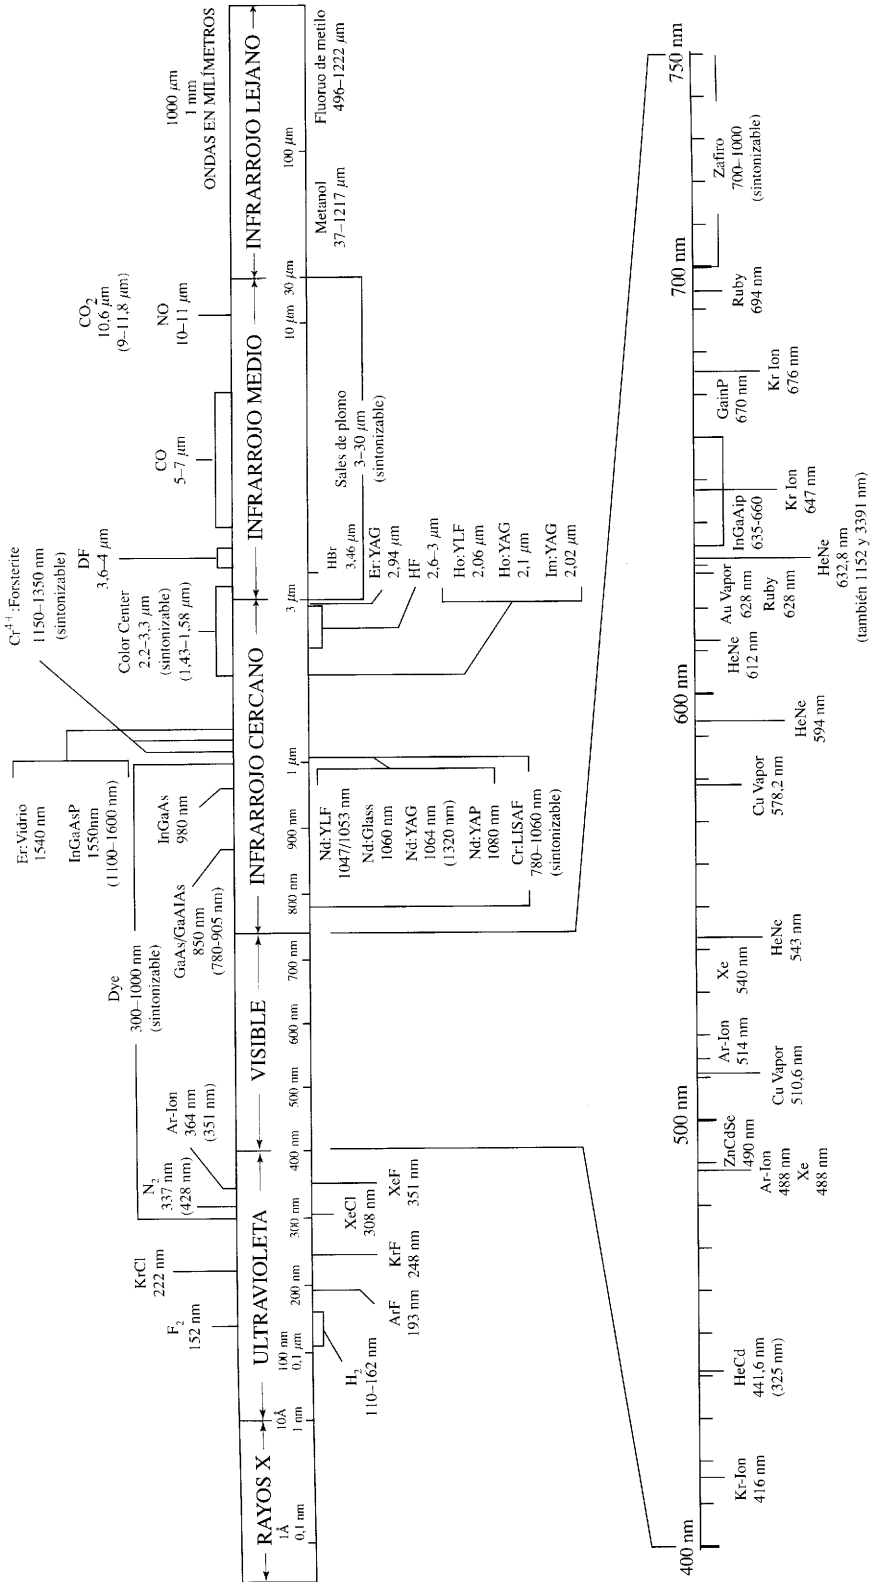 Er:Vidrio
1540 nm
InGaAsP
1550nm
(1100–1600 nm)
Cr⁴⁺:Forsterite
1150–1350 nm
(sintonizable)
DF
3,6–4 μm
CO₂
10,6 μm
(9–11,8 μm)
1000 μm
1 mm
ONDAS EN MILÍMETROS
Dye
300–1000 nm
(sintonizable)
Color Center
2,2–3,3 μm
(sintonizable)
(1,43–1,58 μm)
CO
5–7 μm
NO
10–11 μm
F₂
152 nm
KrCl
222 nm
N₂
337 nm
(428 nm)
Ar-Ion
364 nm
(351 nm)
GaAs/GaAIAs
850 nm
(780-905 nm)
InGaAs
980 nm
RAYOS X
ULTRAVIOLETA
VISIBLE
INFRARROJO CERCANO
INFRARROJO MEDIO
INFRARROJO LEJANO
1Å
0,1 nm
10Å
1 nm
100 nm
0,1 μm
200 nm
300 nm
400 nm
500 nm
600 nm
700 nm
800 nm
900 nm
1 μm
3 μm
10 μm
30 μm
100 μm
H₂
110–162 nm
ArF
193 nm
KrF
248 nm
XeCl
308 nm
XeF
351 nm
Nd:YLF
1047/1053 nm
Nd:Glass
1060 nm
Nd:YAG
1064 nm
(1320 nm)
Nd:YAP
1080 nm
Cr:LISAF
780–1060 nm
(sintonizable)
HBr
3,46 μm
Er:YAG
2,94 μm
HF
2,6–3 μm
Ho:YLF
2,06 μm
Ho:YAG
2,1 μm
Im:YAG
2,02 μm
Sales de plomo
3–30 μm
(sintonizable)
Metanol
37–1217 μm
Fluoruo de metilo
496–1222 μm
400 nm
500 nm
600 nm
700 nm
750 nm
Kr-Ion
416 nm
HeCd
441,6 nm
(325 nm)
ZnCdSe
490 nm
Ar-Ion
488 nm
Xe
488 nm
Cu Vapor
510,6 nm
Ar-Ion
514 nm
Xe
540 nm
HeNe
543 nm
Cu Vapor
578,2 nm
HeNe
594 nm
HeNe
612 nm
Au Vapor
628 nm
Ruby
628 nm
HeNe
632,8 nm
(también 1152 y 3391 nm)
InGaAip
635-660
Kr Ion
647 nm
GainP
670 nm
Kr Ion
676 nm
Ruby
694 nm
Zafiro
700–1000
(sintonizable)